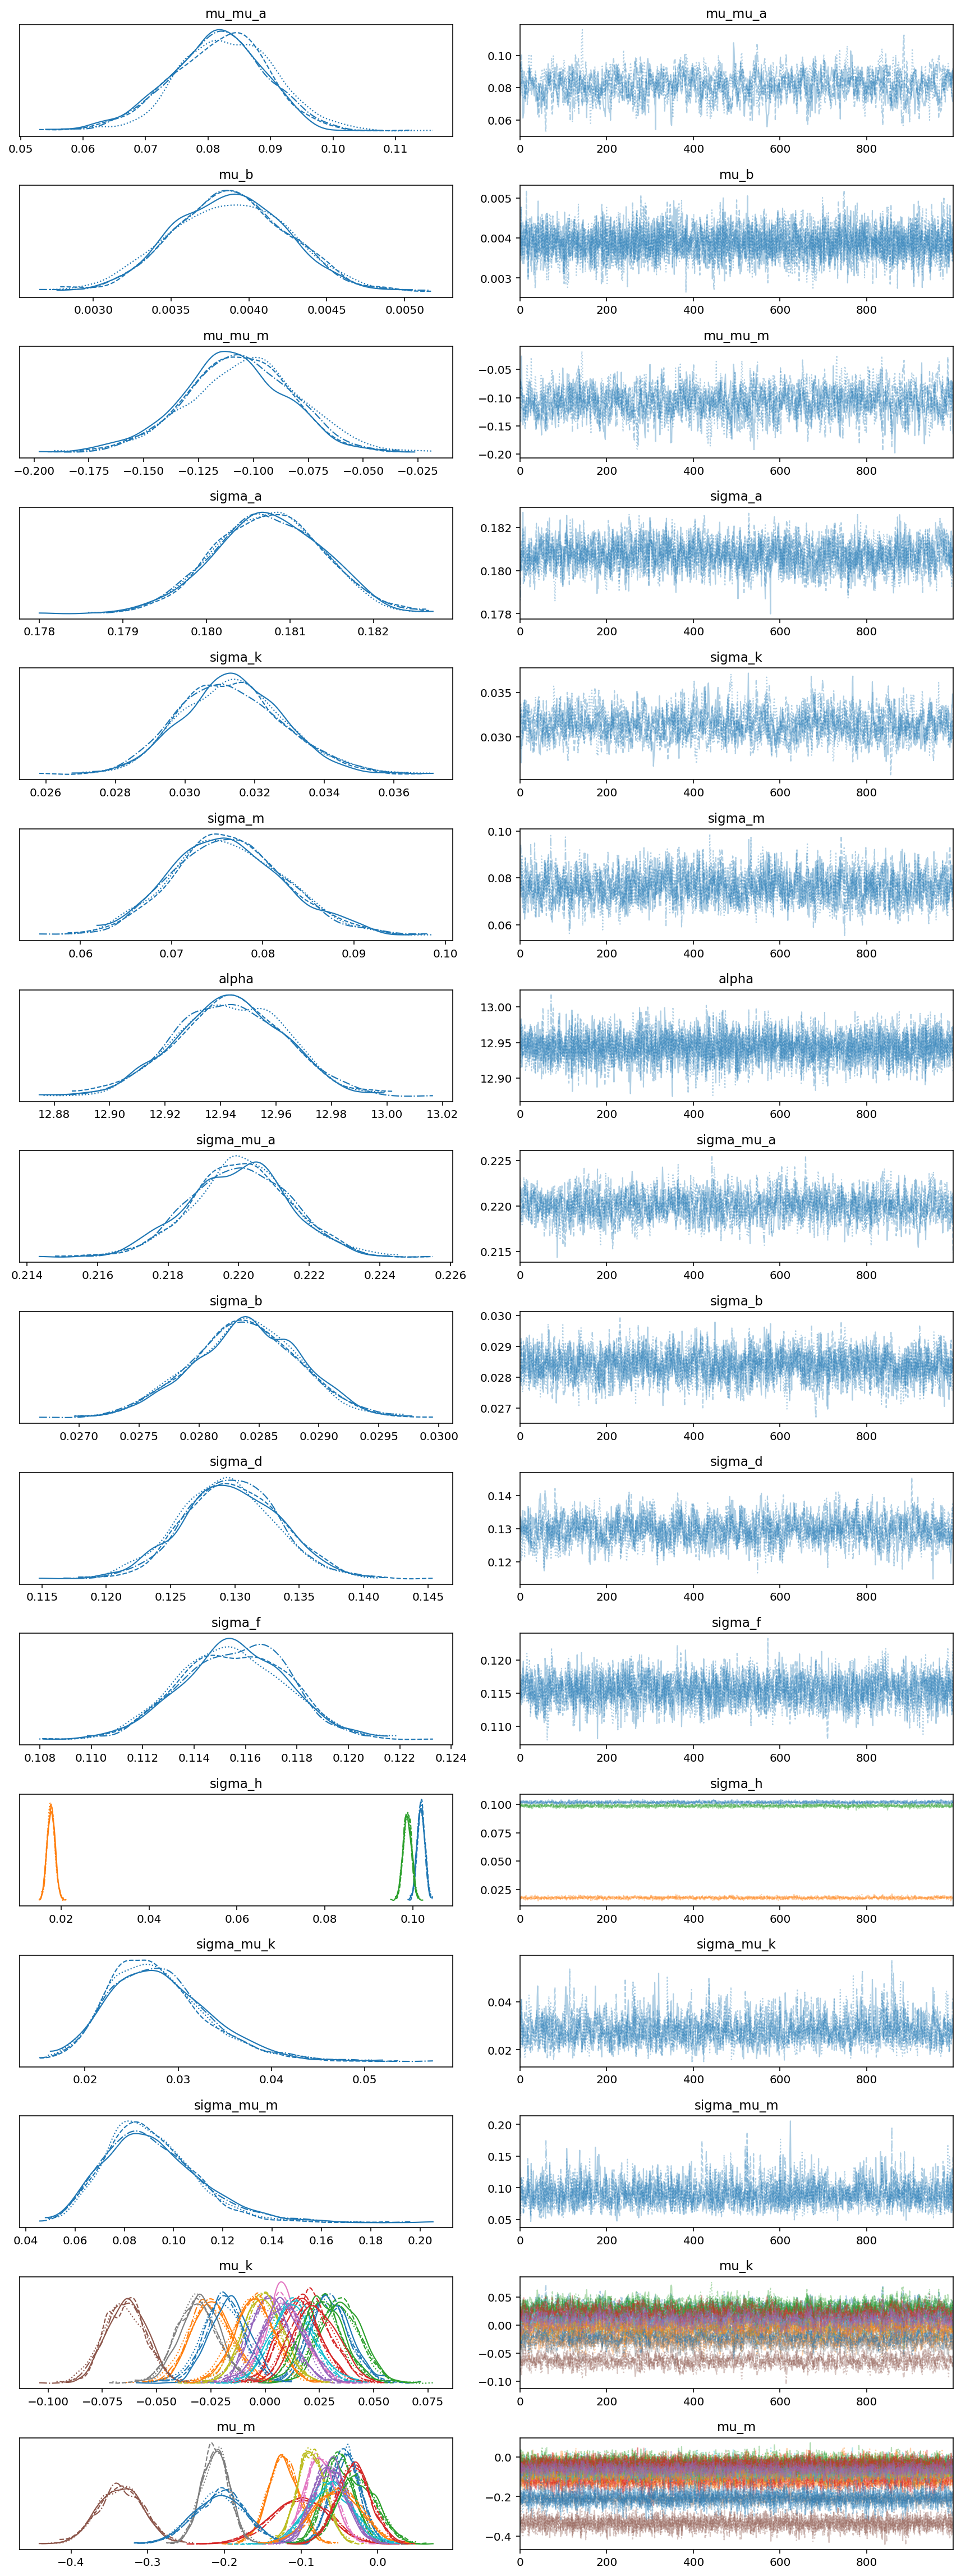 mu_mu_a mu_mu_a
0.10
0.08
0.06
0.05 0.06 0.07 0.08 0.09 0.10 0.11 0 200 400 600 800
mu_b mu_b
0.005
0.004
0.003
0.0030 0.0035 0.0040 0.0045 0.0050 0 200 400 600 800
mu_mu_m mu_mu_m
−0.05
−0.10
−0.15
−0.20
−0.200 −0.175 −0.150 −0.125 −0.100 −0.075 −0.050 −0.025 0 200 400 600 800
sigma_a sigma_a
0.182
0.180
0.178
0.178 0.179 0.180 0.181 0.182 0 200 400 600 800
sigma_k sigma_k
0.035
0.030
0.026 0.028 0.030 0.032 0.034 0.036 0 200 400 600 800
sigma_m sigma_m
0.10
0.08
0.06
0.06 0.07 0.08 0.09 0.10 0 200 400 600 800
alpha alpha
13.00
12.95
12.90
12.88 12.90 12.92 12.94 12.96 12.98 13.00 13.02 0 200 400 600 800
sigma_mu_a sigma_mu_a
0.225
0.220
0.215
0.214 0.216 0.218 0.220 0.222 0.224 0.226 0 200 400 600 800
sigma_b sigma_b
0.030
0.029
0.028
0.027
0.0270 0.0275 0.0280 0.0285 0.0290 0.0295 0.0300 0 200 400 600 800
sigma_d sigma_d
0.14
0.13
0.12
0.115 0.120 0.125 0.130 0.135 0.140 0.145 0 200 400 600 800
sigma_f sigma_f
0.120
0.115
0.110
0.108 0.110 0.112 0.114 0.116 0.118 0.120 0.122 0.124 0 200 400 600 800
sigma_h sigma_h
0.100
0.075
0.050
0.025
0.02 0.04 0.06 0.08 0.10 0 200 400 600 800
sigma_mu_k sigma_mu_k
0.04
0.02
0.02 0.03 0.04 0.05 0 200 400 600 800
sigma_mu_m sigma_mu_m
0.20
0.15
0.10
0.05
0.04 0.06 0.08 0.10 0.12 0.14 0.16 0.18 0.20 0 200 400 600 800
mu_k mu_k
0.05
0.00
−0.05
−0.10
−0.100 −0.075 −0.050 −0.025 0.000 0.025 0.050 0.075 0 200 400 600 800
mu_m mu_m
0.0
−0.2
−0.4
−0.4 −0.3 −0.2 −0.1 0.0 0 200 400 600 800